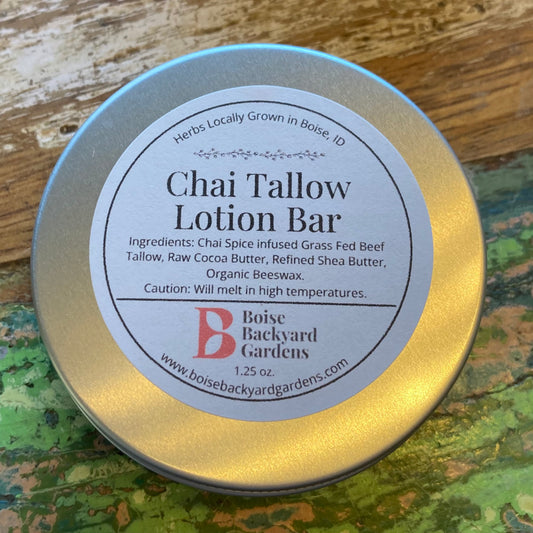 Herbs Locally Grown in Boise, ID
Chai Tallow
Lotion Bar
Ingredients: Chai Spice infused Grass Fed Beef
Tallow, Raw Cocoa Butter, Refined Shea Butter,
Organic Beeswax.
Caution: Will melt in high temperatures.
B
Boise
Backyard
Gardens
1.25 oz.
www.boisebackyardgardens.com